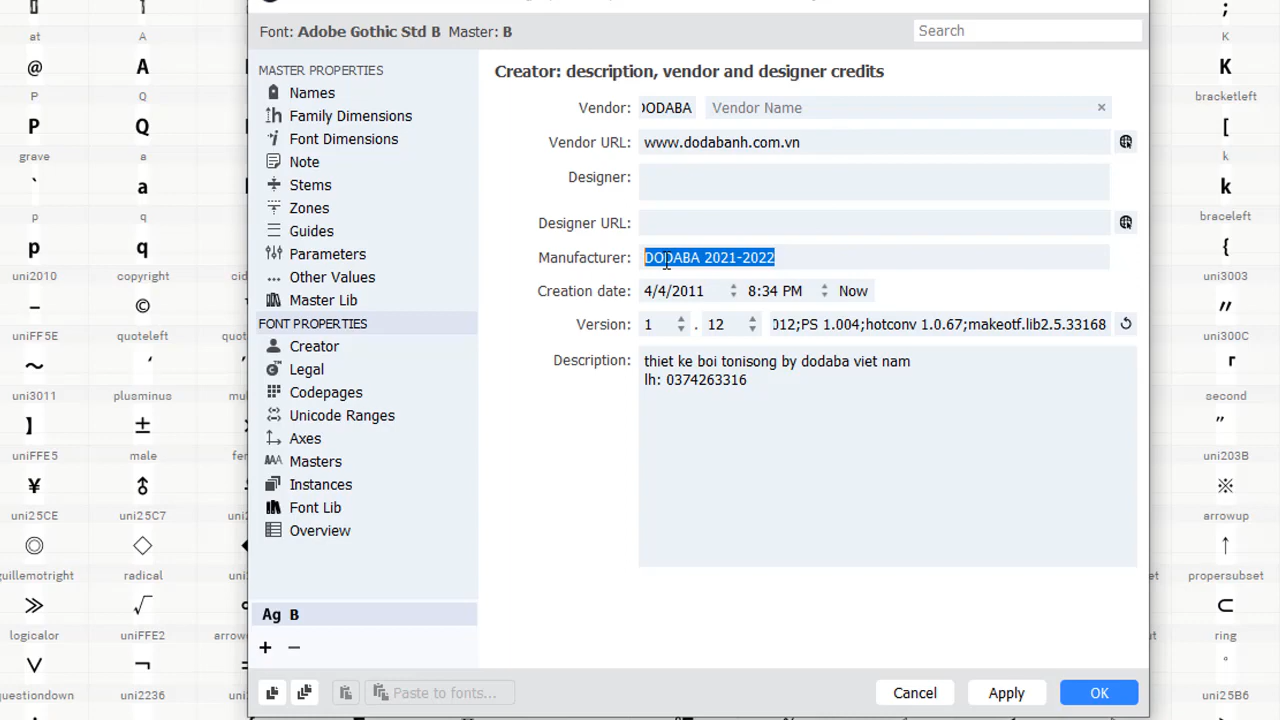 Font: Adobe Gothic Std B Master: B
Search
MASTER PROPERTIES
Names
Family Dimensions
Font Dimensions
Note
Stems
Zones
Guides
Parameters
Other Values
Master Lib
FONT PROPERTIES
Creator
Legal
Codepages
Unicode Ranges
Axes
Masters
Instances
Font Lib
Overview
Ag B
+ −
Creator: description, vendor and designer credits
Vendor: DODABA Vendor Name ×
Vendor URL: www.dodabanh.com.vn
Designer:
Designer URL:
Manufacturer: DODABA 2021-2022
Creation date: 4/4/2011 8:34 PM Now
Version: 1 . 12 012;PS 1.004;hotconv 1.0.67;makeotf.lib2.5.33168
Description: thiet ke boi tonisong by dodaba viet nam
lh: 0374263316
Paste to fonts...
Cancel Apply OK
at A
@ A
P Q
P Q
grave a
` a
p q
p q
uni2010 copyright
– ©
uniFF5E quoteleft
～ ‘
uni3011 plusminus
】 ±
uniFFE5 male
¥ ♂
uni25CE uni25C7
◎ ◇
guillemotright radical
≫ √
logicalor uniFFE2
∨ ¬
questiondown uni2236
;
K
K
bracketleft
[
k
k
braceleft
{
uni3003
〃
uni300C
「
second
″
uni203B
※
arrowup
↑
propersubset
⊂
ring
°
uni25B6